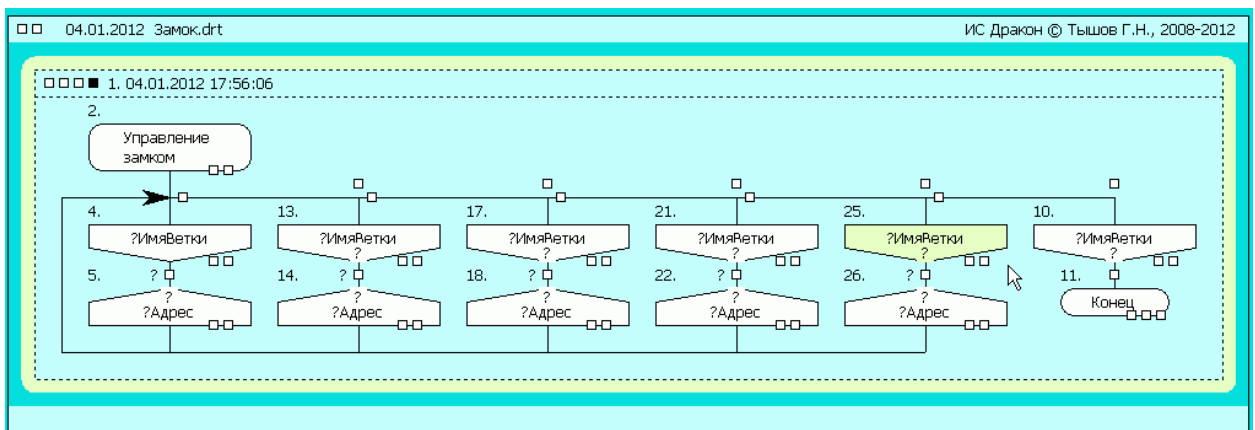 04.01.2012 Замок.drt
ИС Дракон © Тышов Г.Н., 2008-2012
1. 04.01.2012 17:56:06
2.
Управление
замком
4. 13. 17. 21. 25. 10.
?ИмяВетки ?ИмяВетки ?ИмяВетки ?ИмяВетки ?ИмяВетки ?ИмяВетки
? ? ? ? ?
5. ? 14. ? 18. ? 22. ? 26. ? 11.
? ? ? ? ?
?Адрес ?Адрес ?Адрес ?Адрес ?Адрес Конец